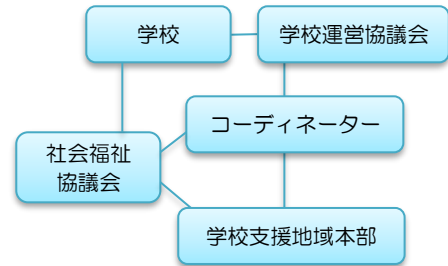 学校
学校運営協議会
コーディネーター
社会福祉
協議会
学校支援地域本部